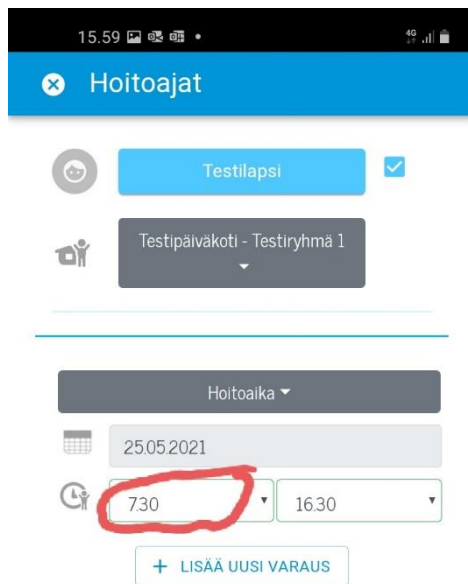 15.59
4G
Hoitoajat
Testilapsi
Testipäiväkoti - Testiryhmä 1
Hoitoaika
25.05.2021
7.30 16.30
+ LISÄÄ UUSI VARAUS